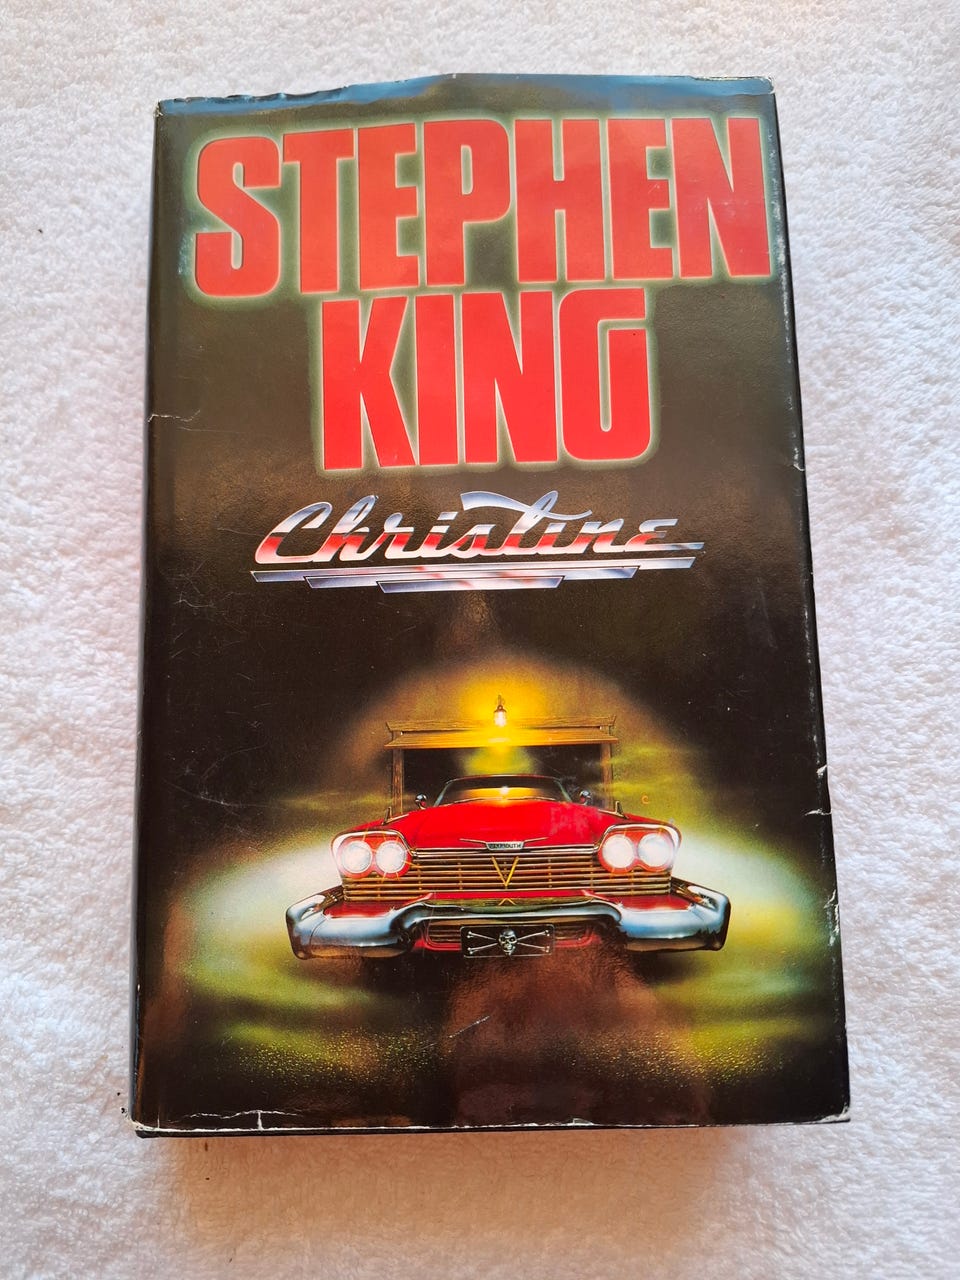 STEPHEN
KING
Christine
PLYMOUTH